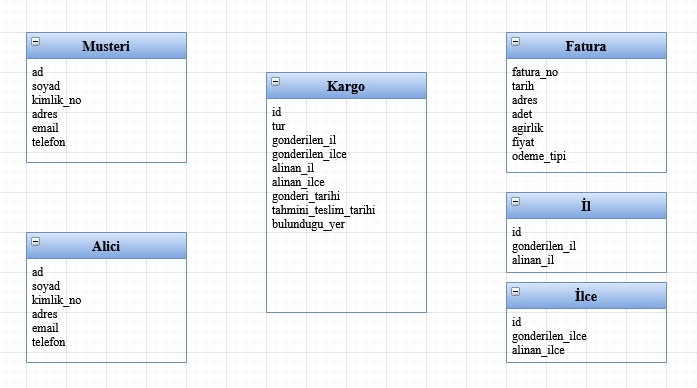 Musteri
ad
soyad
kimlik_no
adres
email
telefon
Alici
ad
soyad
kimlik_no
adres
email
telefon
Kargo
id
tur
gonderilen_il
gonderilen_ilce
alinan_il
alinan_ilce
gonderi_tarihi
tahmini_teslim_tarihi
bulundugu_yer
Fatura
fatura_no
tarih
adres
adet
agirlik
fiyat
odeme_tipi
İl
id
gonderilen_il
alinan_il
İlce
id
gonderilen_ilce
alinan_ilce